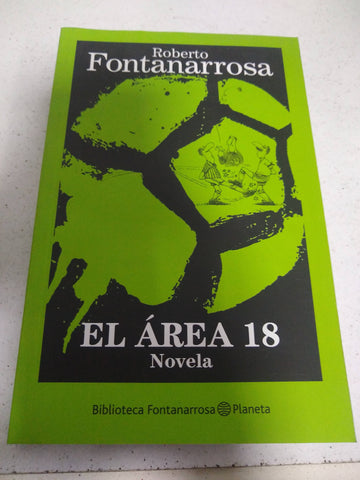 Roberto
Fontanarrosa
EL ÁREA 18
Novela
Biblioteca Fontanarrosa Planeta